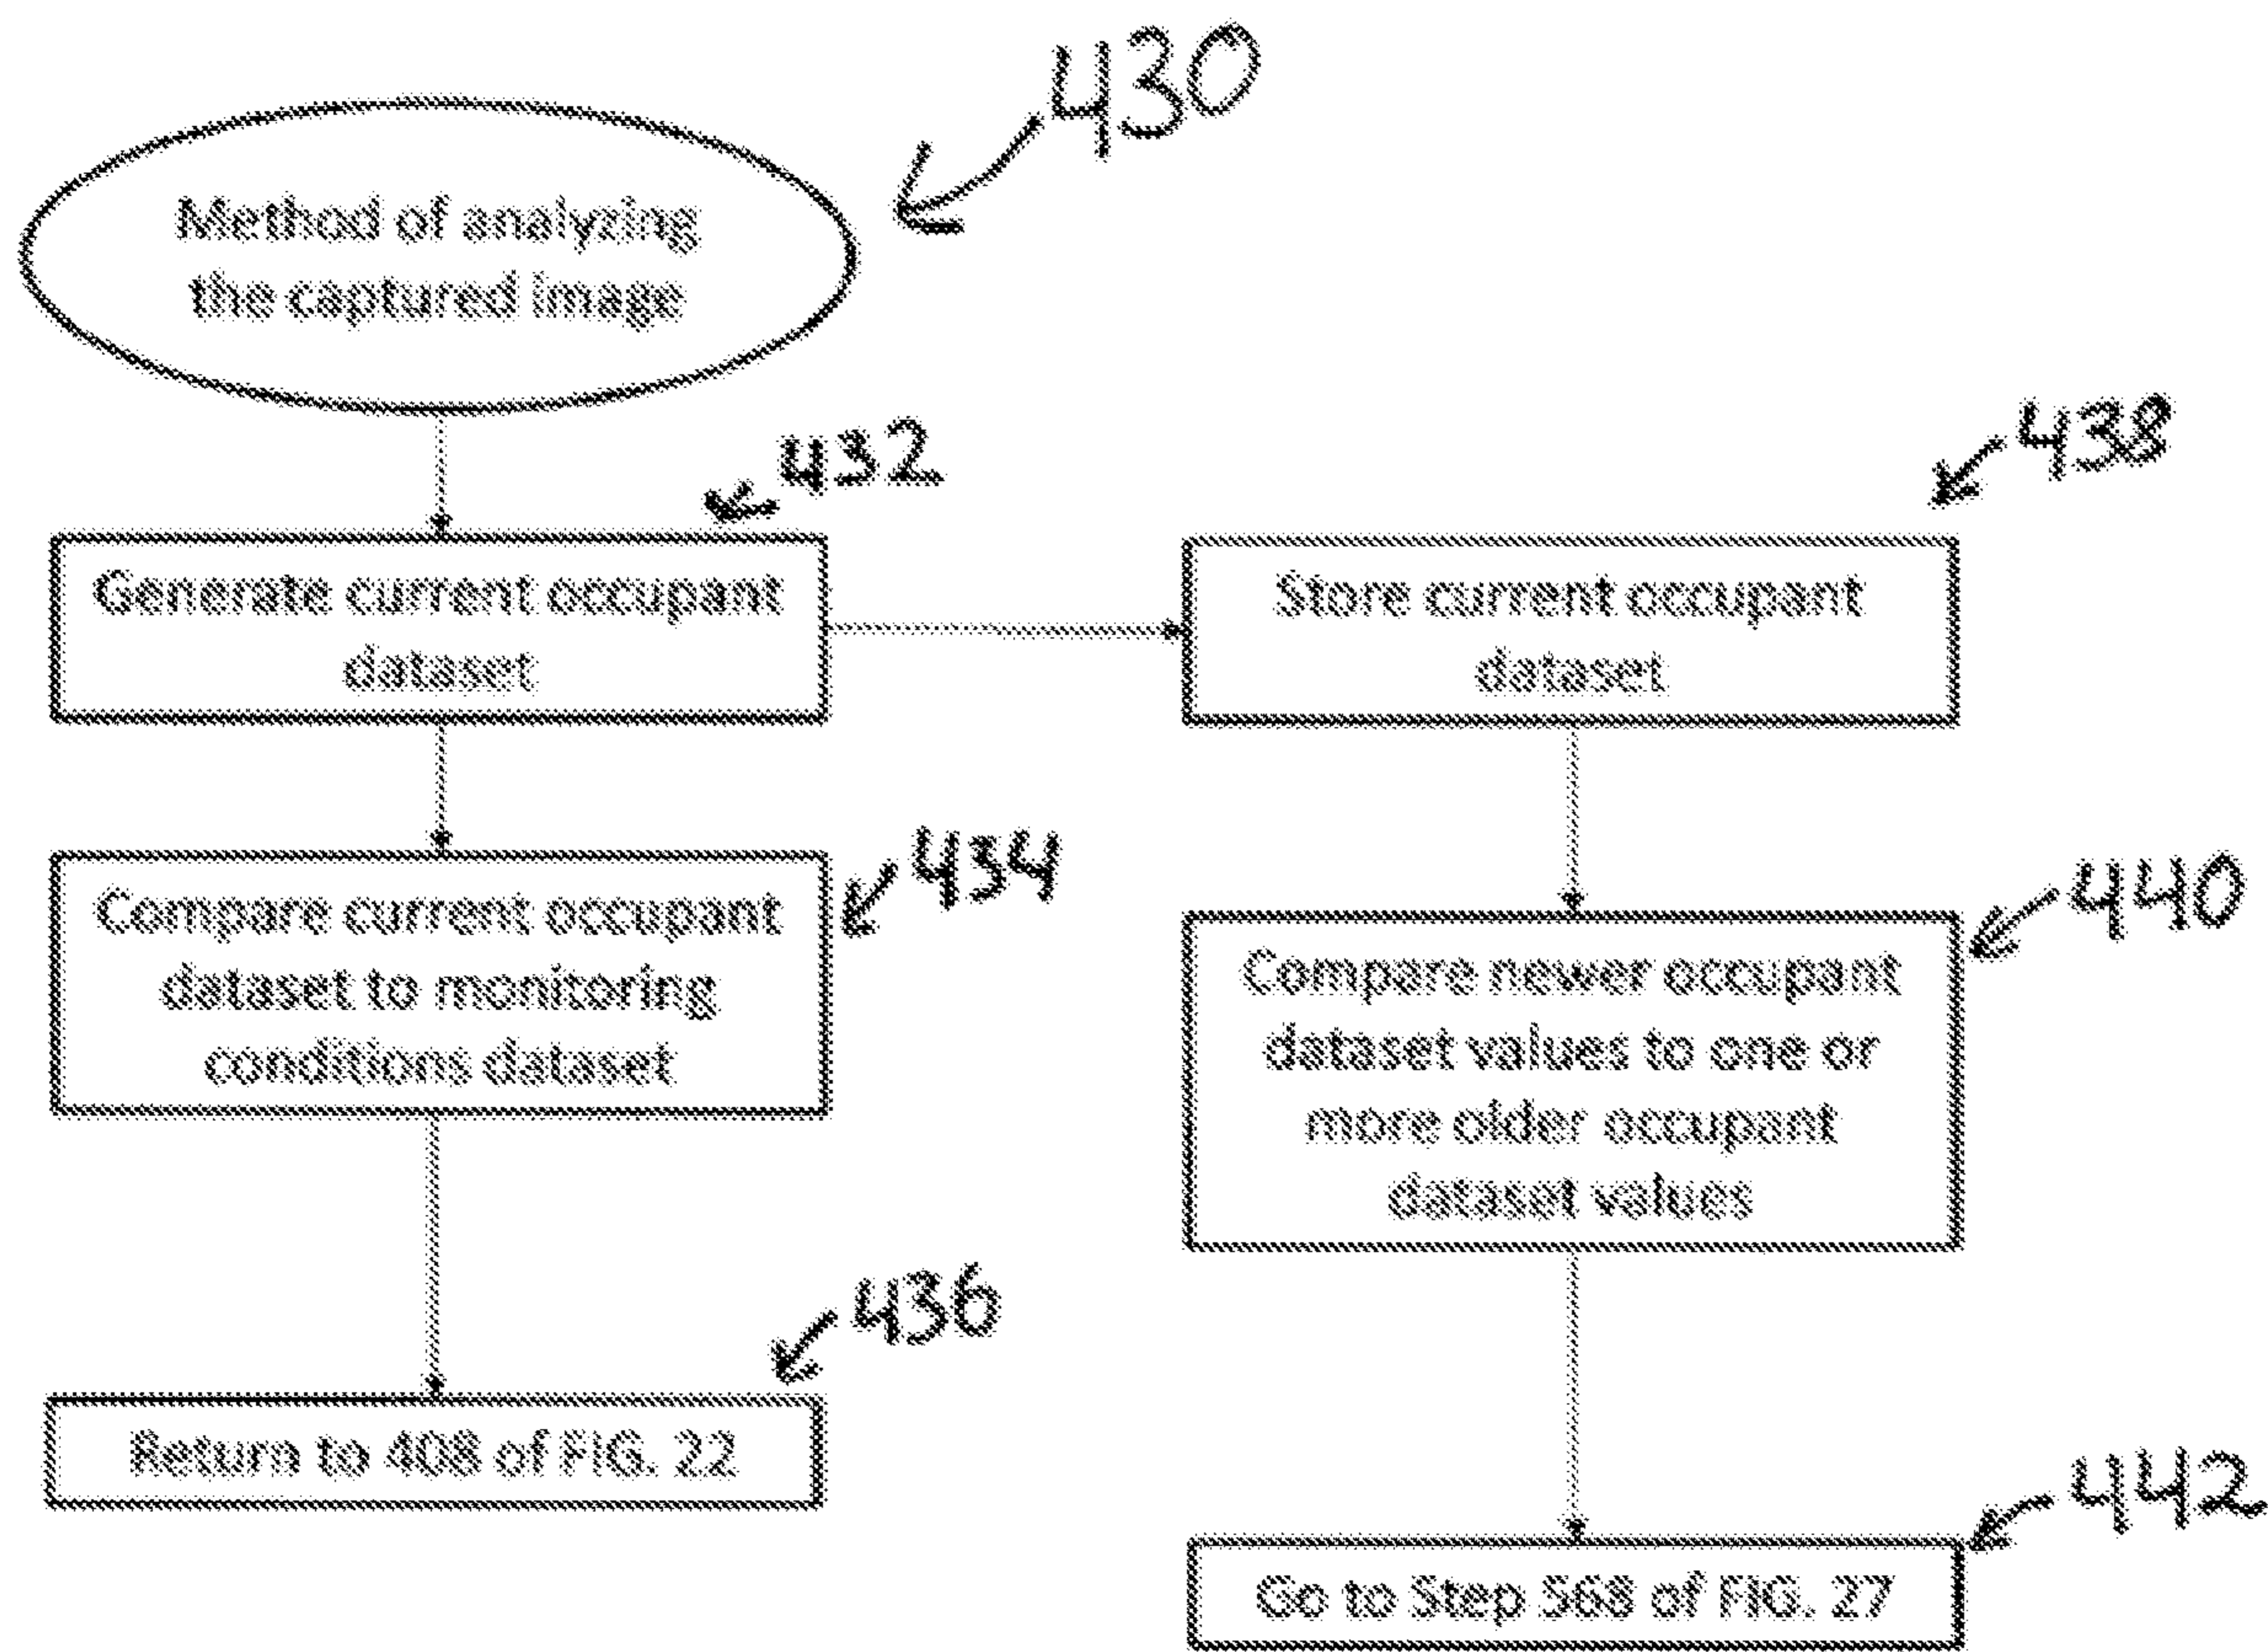 430
Method of analyzing
the captured image
432
438
Generate current occupant
dataset
Store current occupant
dataset
434
Compare current occupant
dataset to monitoring
conditions dataset
440
Compare newer occupant
dataset values to one or
more older occupant
dataset values
436
Return to 408 of FIG. 22
442
Go to Step 568 of FIG. 27